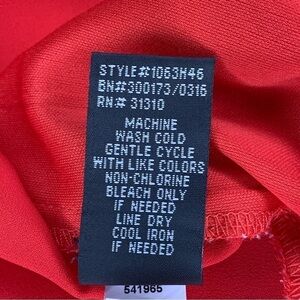 STYLE#1063H46
BN#300173/0316
RN# 31310
MACHINE
WASH COLD
GENTLE CYCLE
WITH LIKE COLORS
NON-CHLORINE
BLEACH ONLY
IF NEEDED
LINE DRY
COOL IRON
IF NEEDED
541965